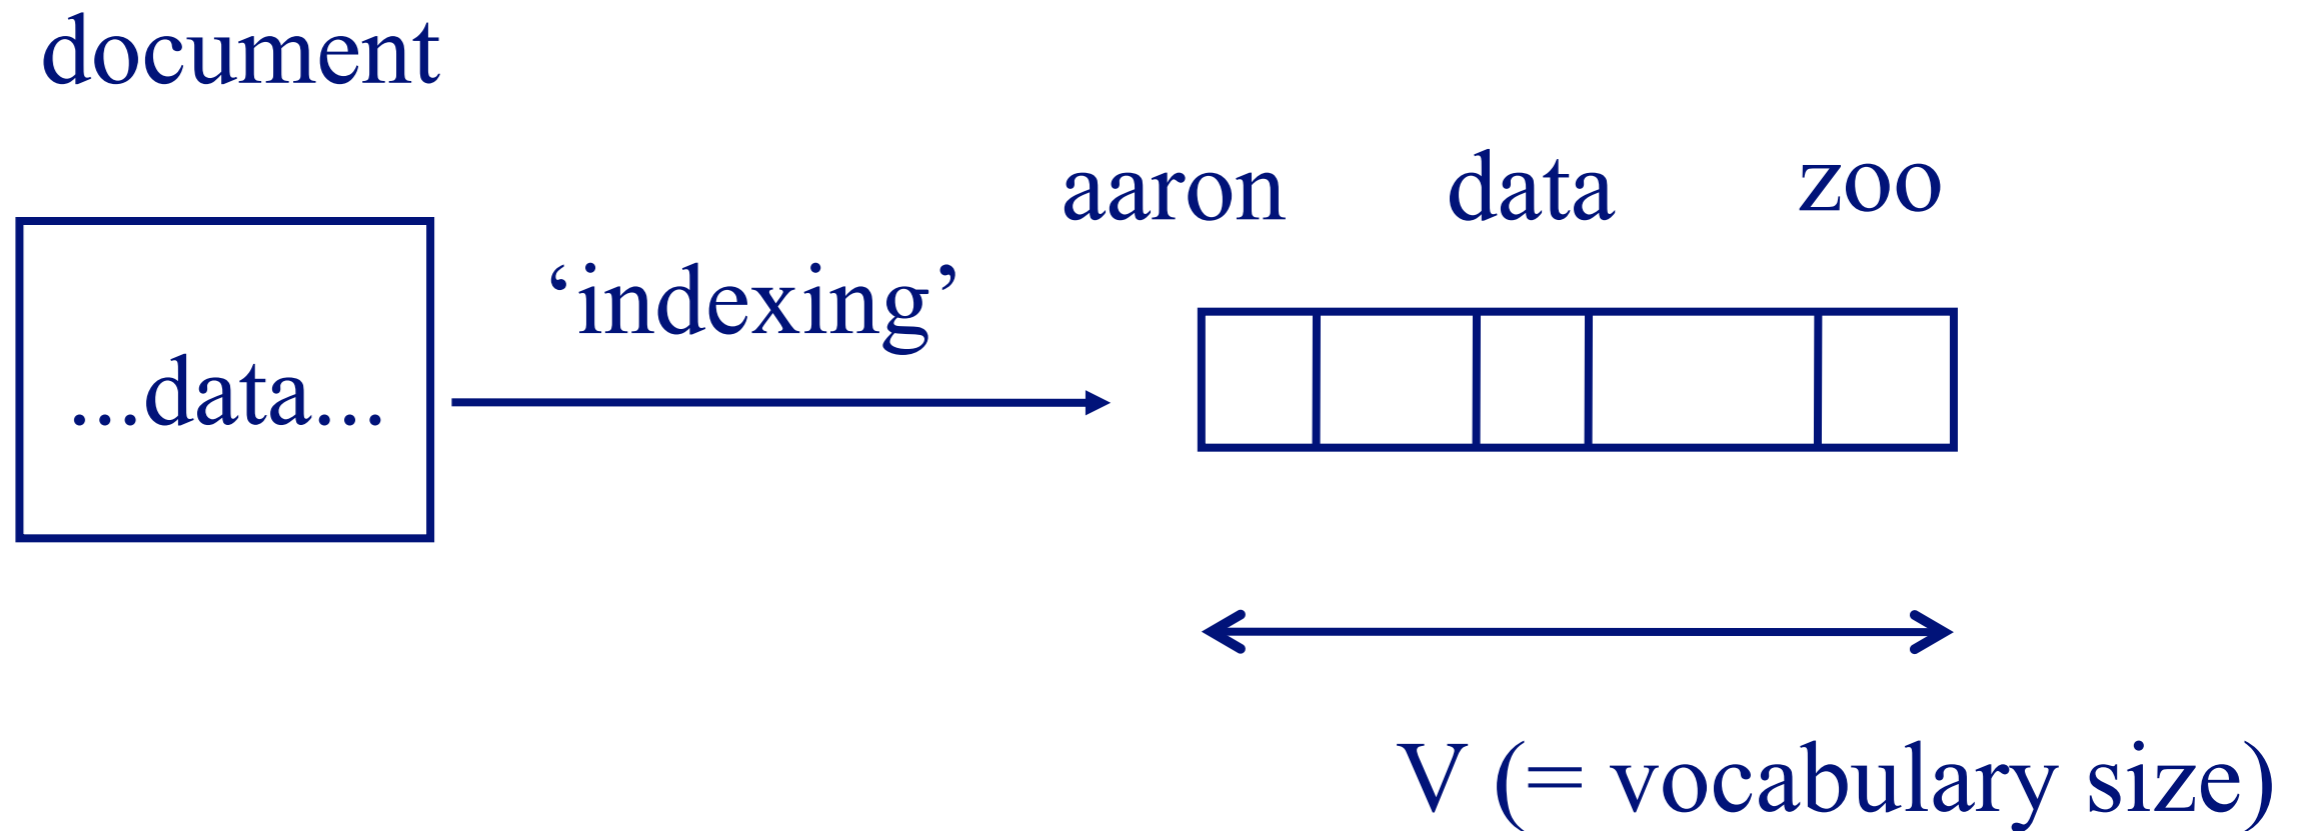 document
aaron data zoo
‘indexing’
...data...
V (= vocabulary size)